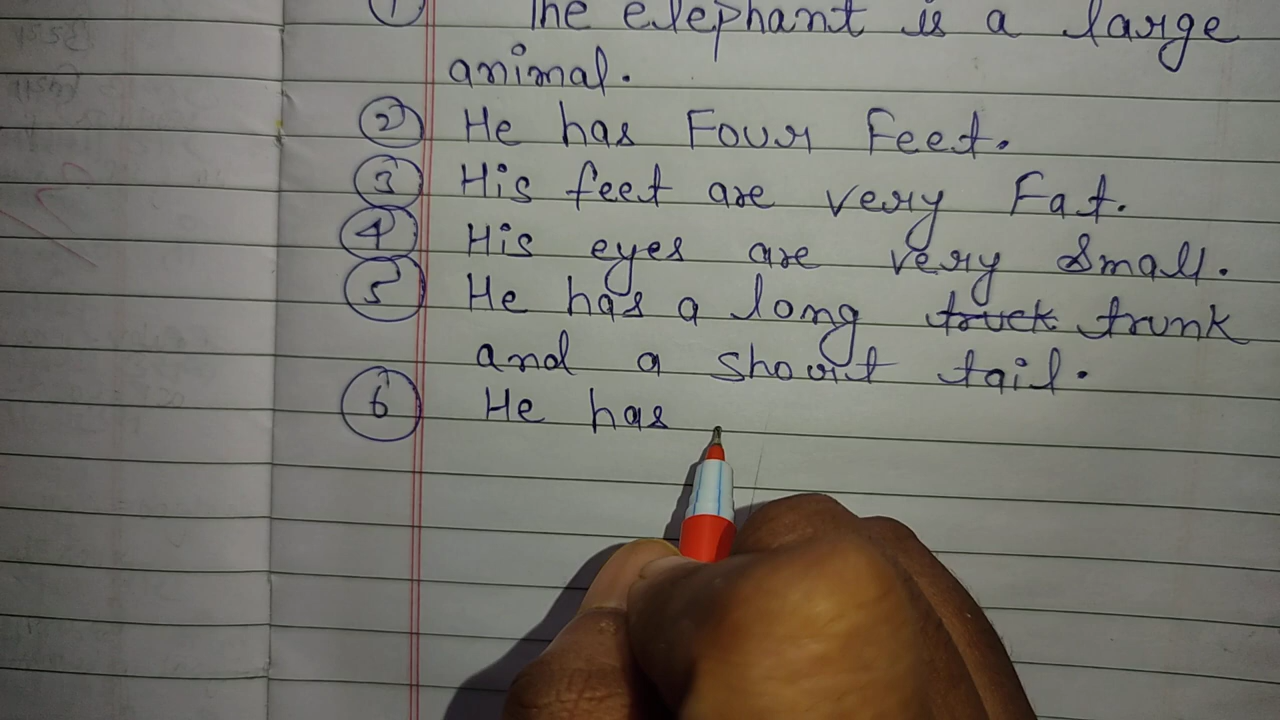 ① The elephant is a large
animal.
② He has Four Feet.
③ His feet are very Fat.
④ His eyes are very Small.
⑤ He has a long ~~truck~~ trunk
and a short tail.
⑥ He has